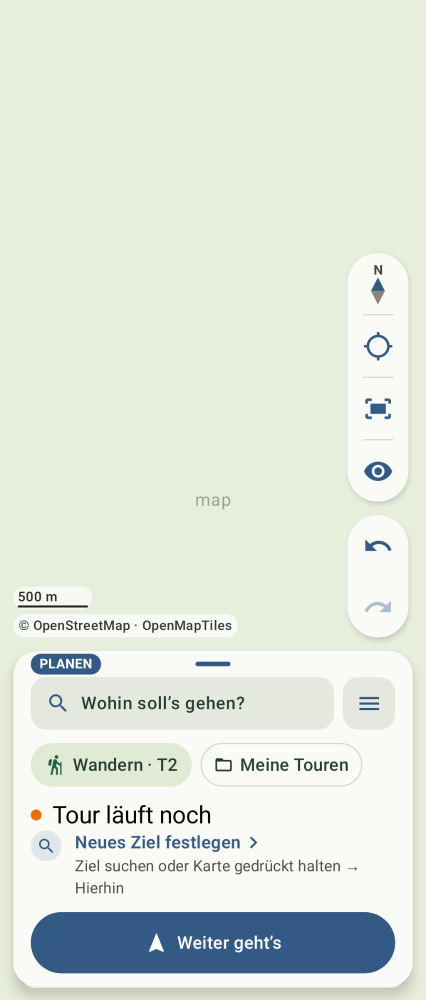 N
map
500 m
© OpenStreetMap · OpenMapTiles
PLANEN
Wohin soll’s gehen?
Wandern · T2
Meine Touren
Tour läuft noch
Neues Ziel festlegen
Ziel suchen oder Karte gedrückt halten →
Hierhin
Weiter geht’s